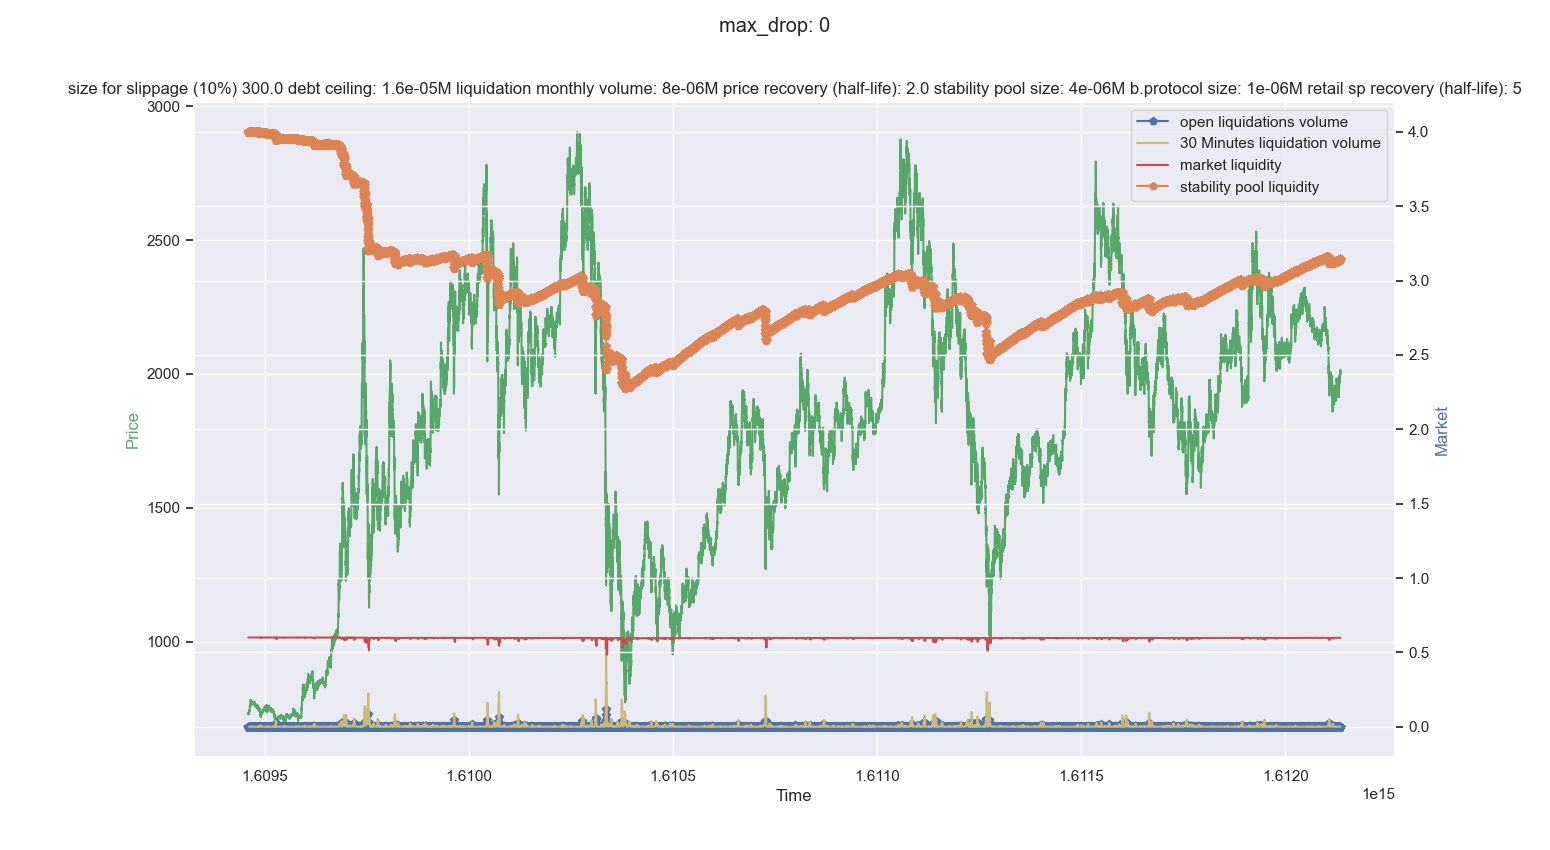 max_drop: 0
size for slippage (10%) 300.0 debt ceiling: 1.6e-05M liquidation monthly volume: 8e-06M price recovery (half-life): 2.0 stability pool size: 4e-06M b.protocol size: 1e-06M retail sp recovery (half-life): 5
open liquidations volume
30 Minutes liquidation volume
market liquidity
stability pool liquidity
3000
2500
2000
1500
1000
Price
4.0
3.5
3.0
2.5
2.0
1.5
1.0
0.5
0.0
Market
1.6095 1.6100 1.6105 1.6110 1.6115 1.6120
Time
1e15